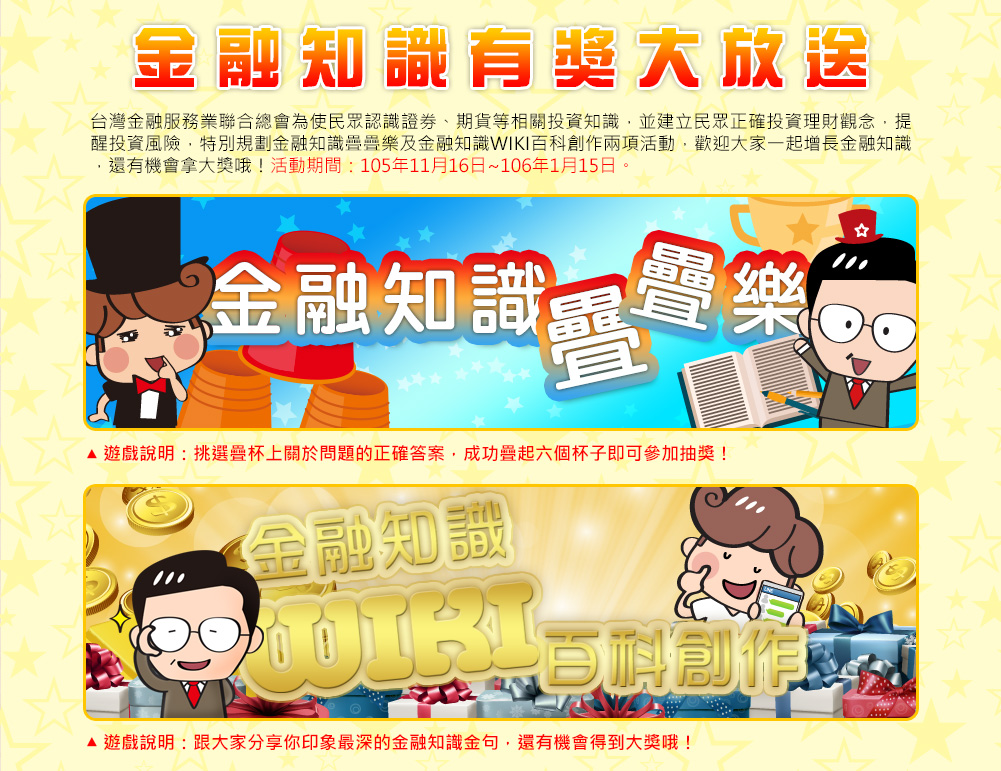 金融知識有獎大放送
台灣金融服務業聯合總會為使民眾認識證券、期貨等相關投資知識，並建立民眾正確投資理財觀念，提
醒投資風險，特別規劃金融知識疊疊樂及金融知識WIKI百科創作兩項活動，歡迎大家一起增長金融知識
，還有機會拿大獎哦！活動期間：105年11月16日~106年1月15日。
金融知識疊疊樂
▲遊戲說明：挑選疊杯上關於問題的正確答案，成功疊起六個杯子即可參加抽獎！
金融知識
WIKI
百科創作
LINE
▲遊戲說明：跟大家分享你印象最深的金融知識金句，還有機會得到大獎哦！